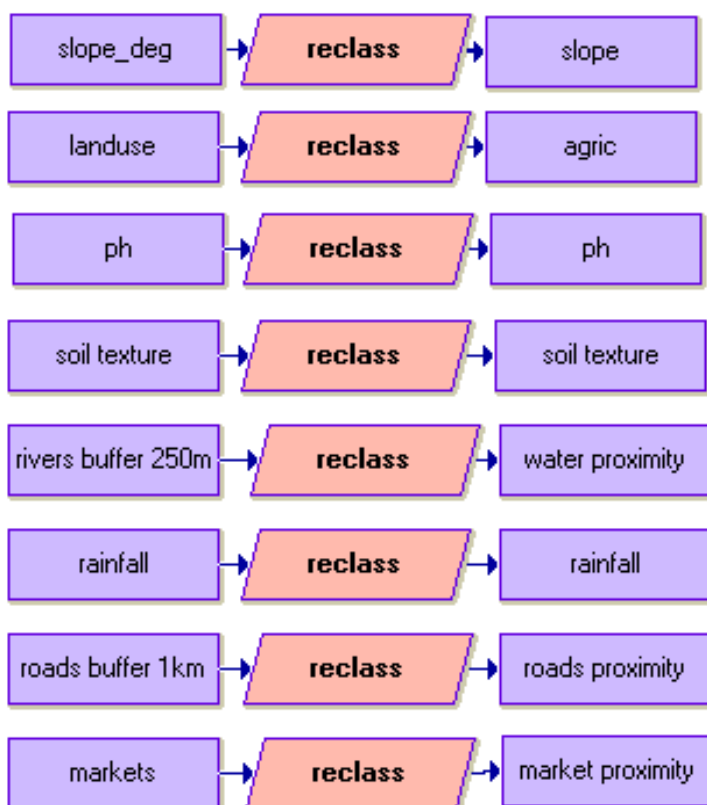 slope_deg reclass slope
landuse reclass agric
ph reclass ph
soil texture reclass soil texture
rivers buffer 250m reclass water proximity
rainfall reclass rainfall
roads buffer 1km reclass roads proximity
markets reclass market proximity